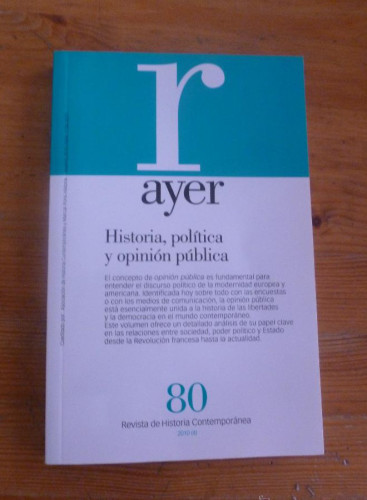 r
ayer
Historia, política
y opinión pública
El concepto de opinión pública es fundamental para
entender el discurso político de la modernidad europea y
americana. Identificada hoy sobre todo con las encuestas
o con los medios de comunicación, la opinión pública
está esencialmente unida a la historia de las libertades
y la democracia en el mundo contemporáneo.
Este volumen ofrece un detallado análisis de su papel clave
en las relaciones entre sociedad, poder político y Estado
desde la Revolución francesa hasta la actualidad.
80
Revista de Historia Contemporánea
2010 (4)